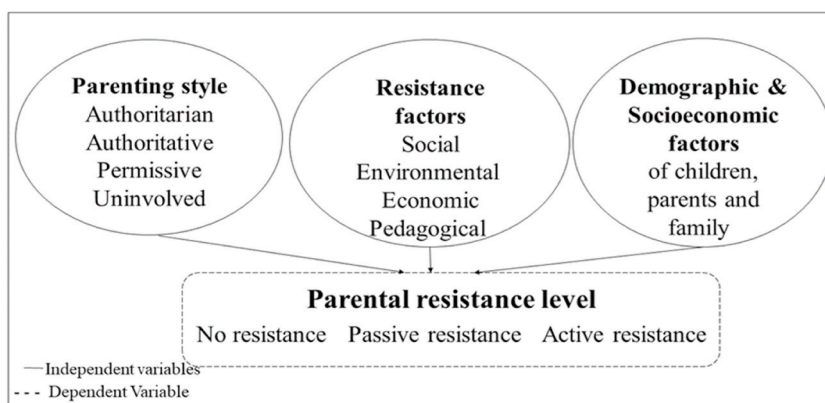 Parenting style
Authoritarian
Authoritative
Permissive
Uninvolved
Resistance
factors
Social
Environmental
Economic
Pedagogical
Demographic &
Socioeconomic
factors
of children,
parents and
family
Parental resistance level
No resistance Passive resistance Active resistance
Independent variables
Dependent Variable